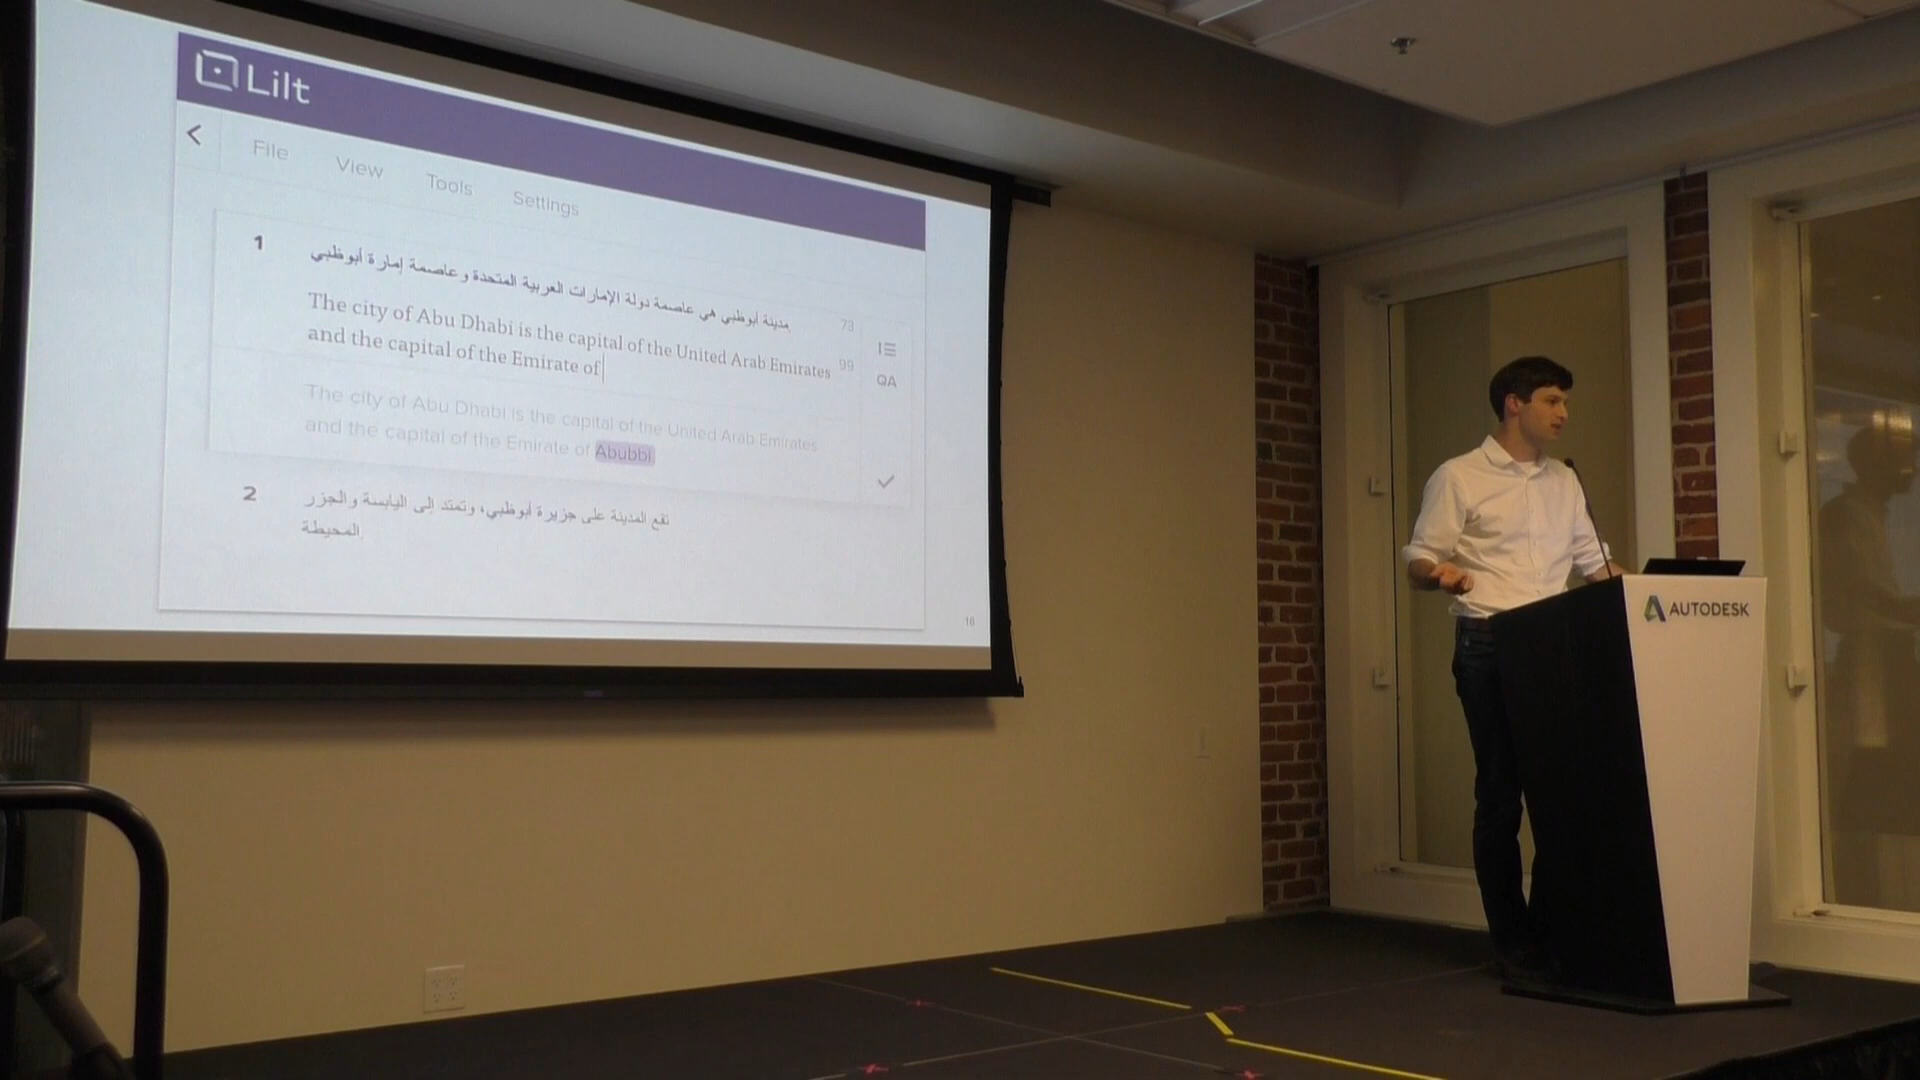 Lilt
File View Tools Settings
1
مدينة أبوظبي هي عاصمة دولة الإمارات العربية المتحدة وعاصمة إمارة أبوظبي
73
The city of Abu Dhabi is the capital of the United Arab Emirates
99
and the capital of the Emirate of
QA
The city of Abu Dhabi is the capital of the United Arab Emirates
and the capital of the Emirate of Abubbi.
2
تقع المدينة على جزيرة أبوظبي، وتمتد إلى اليابسة والجزر
المحيطة.
AUTODESK